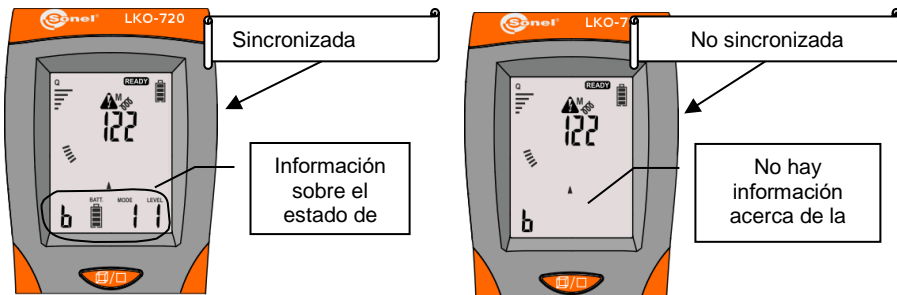 Sonel® LKO-720
Sincronizada
Q READY
M
122
Información
sobre el
estado de
BATT. MODE LEVEL
b 1 1
Sonel® LKO-7
No sincronizada
Q READY
M
122
No hay
información
acerca de la
b